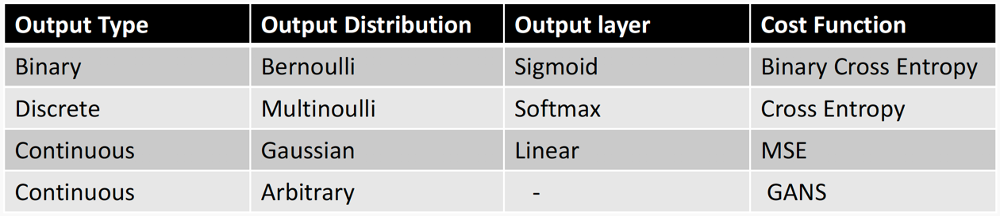 Output Type Output Distribution Output layer Cost Function
Binary Bernoulli Sigmoid Binary Cross Entropy
Discrete Multinoulli Softmax Cross Entropy
Continuous Gaussian Linear MSE
Continuous Arbitrary - GANS